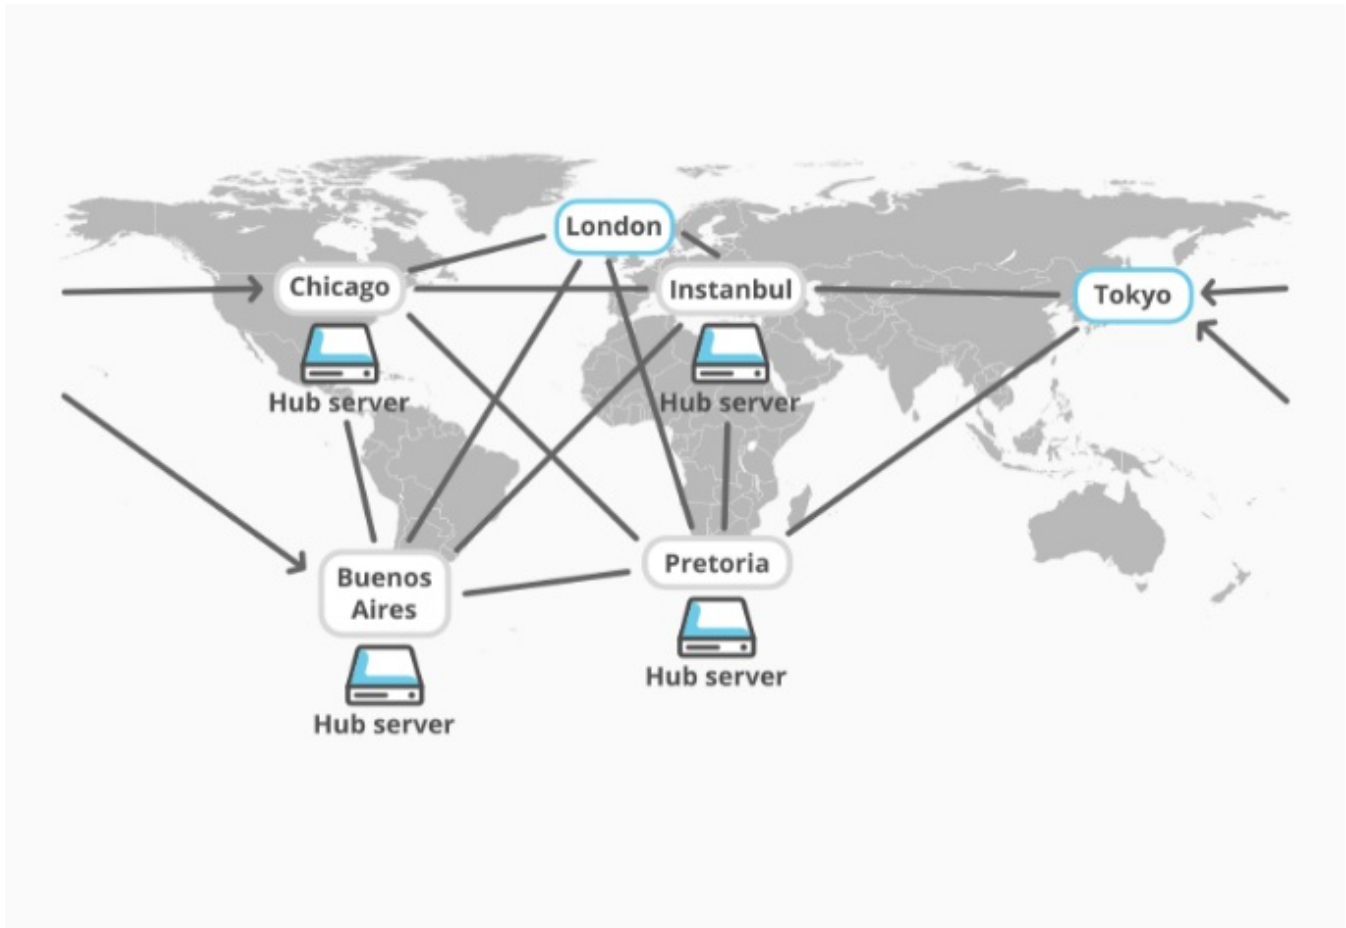 London
Chicago
Instanbul
Tokyo
Hub server
Hub server
Buenos
Aires
Pretoria
Hub server
Hub server